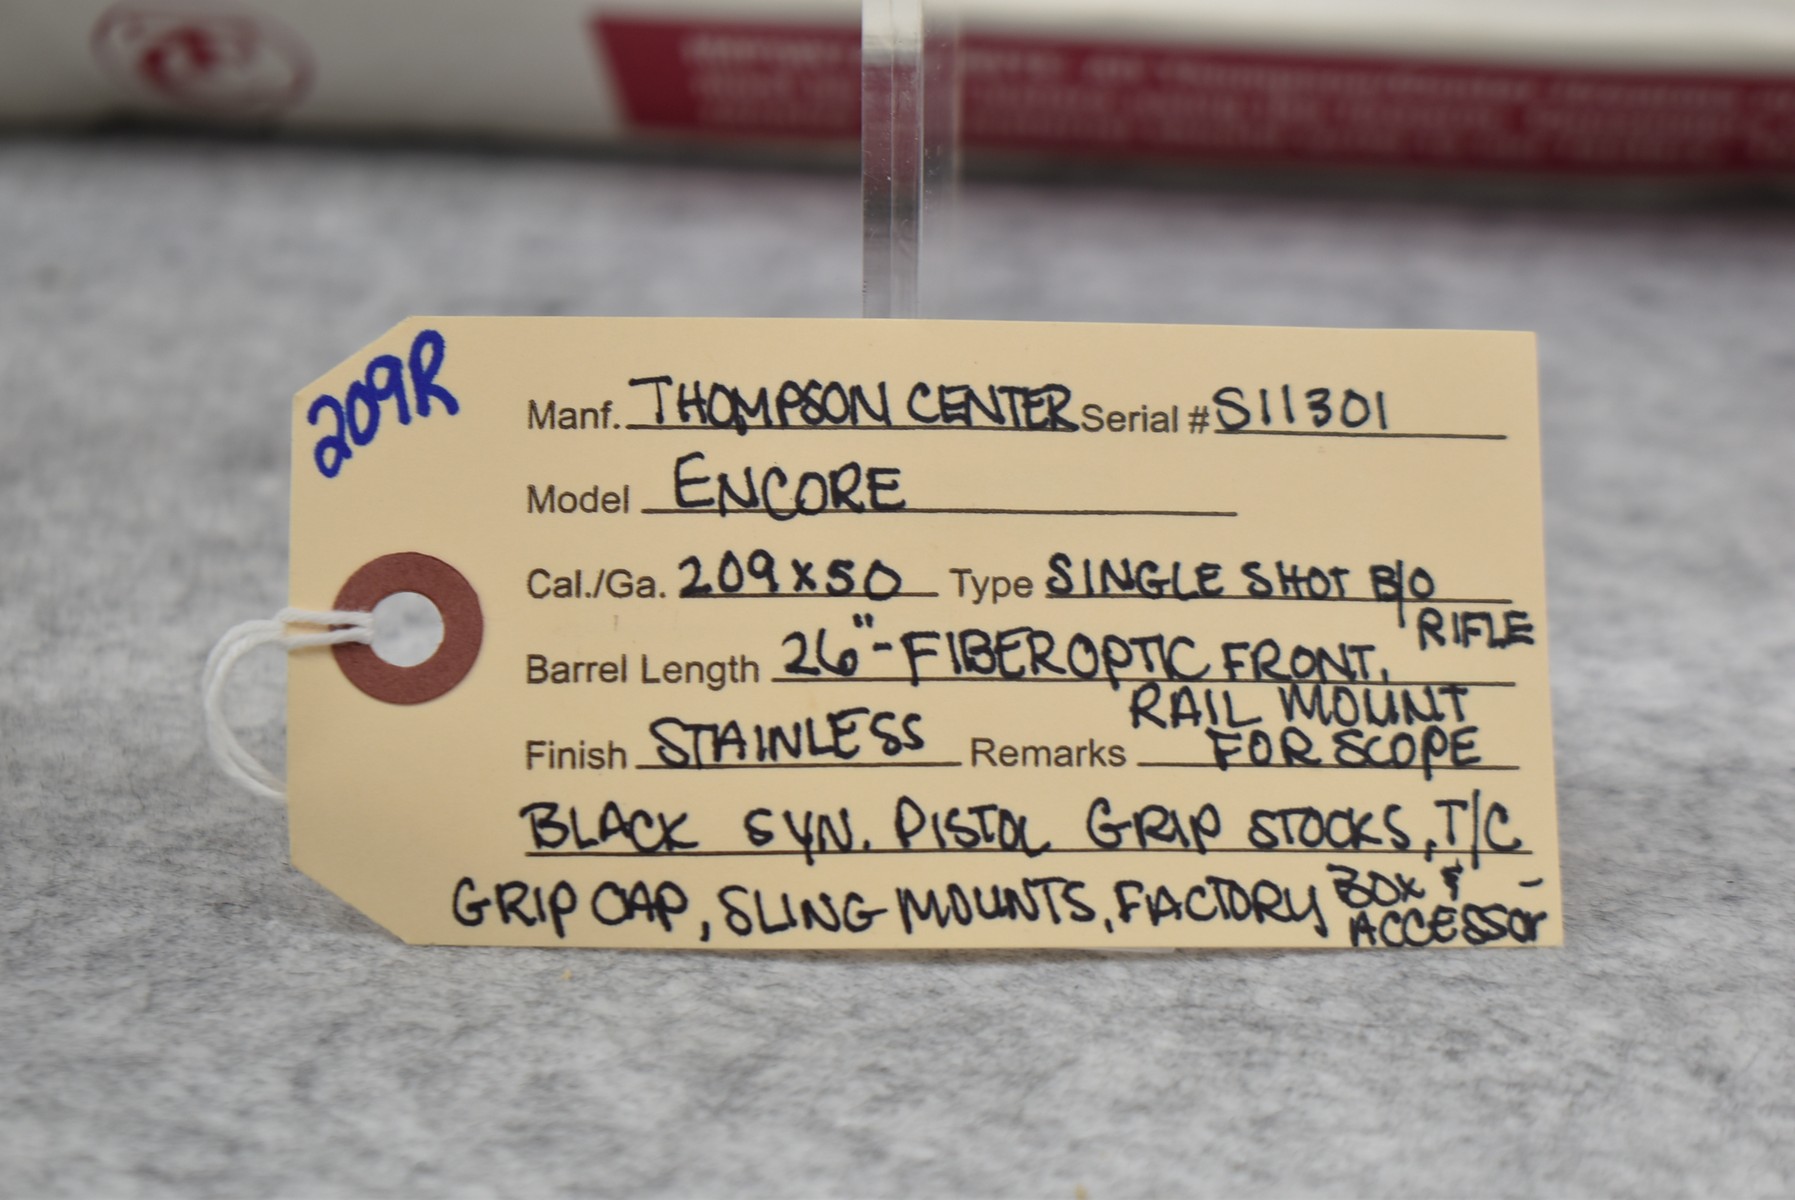 209R
Manf. THOMPSON CENTER Serial # S11301
Model ENCORE
Cal./Ga. 209x50 Type SINGLE SHOT B/O
RIFLE
Barrel Length 26"-FIBER OPTIC FRONT,
RAIL MOUNT
Finish STAINLESS Remarks FOR SCOPE
BLACK SYN. PISTOL GRIP STOCKS, T/C
GRIP CAP, SLING MOUNTS, FACTORY BOX &
ACCESSOR-